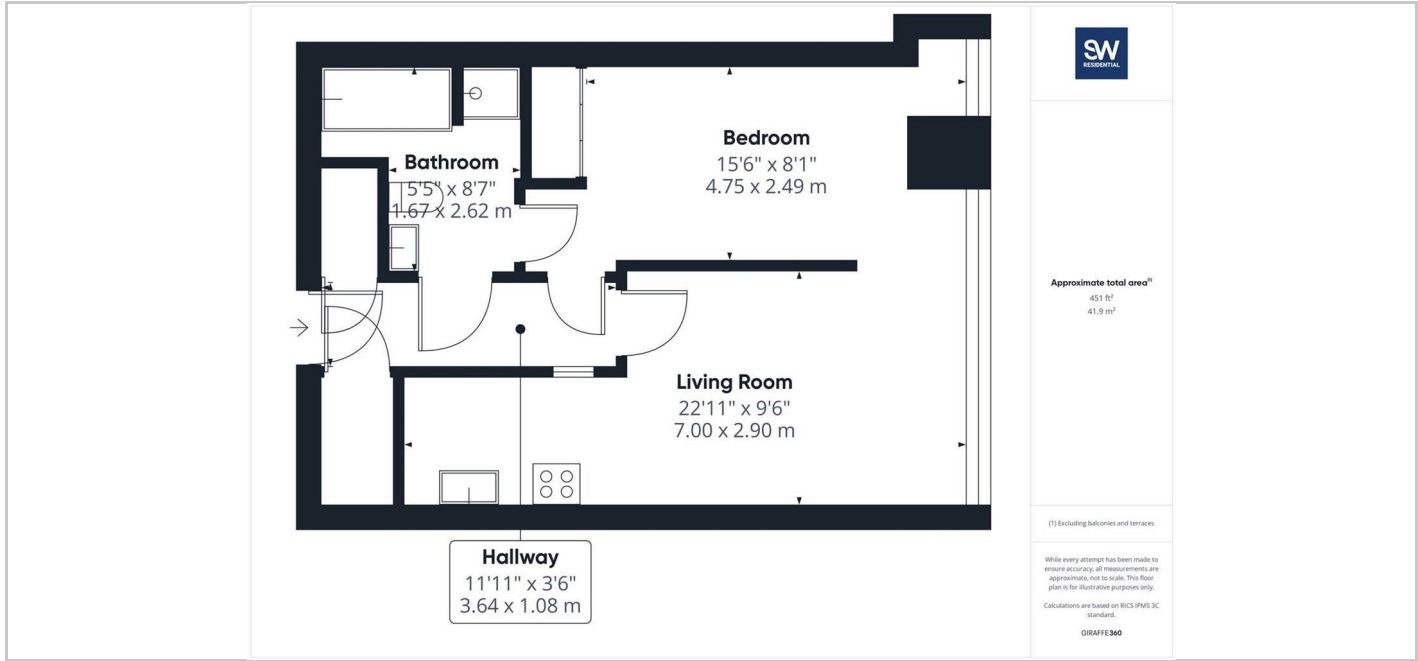 Bathroom
5'5" x 8'7"
1.67 x 2.62 m
Bedroom
15'6" x 8'1"
4.75 x 2.49 m
Living Room
22'11" x 9'6"
7.00 x 2.90 m
Hallway
11'11" x 3'6"
3.64 x 1.08 m
SW
RESIDENTIAL
Approximate total area(1)
451 ft²
41.9 m²
(1) Excluding balconies and terraces
While every attempt has been made to
ensure accuracy, all measurements are
approximate, not to scale. This floor
plan is for illustrative purposes only.
Calculations are based on RICS IPMS 3C
standard.
GIRAFFE360